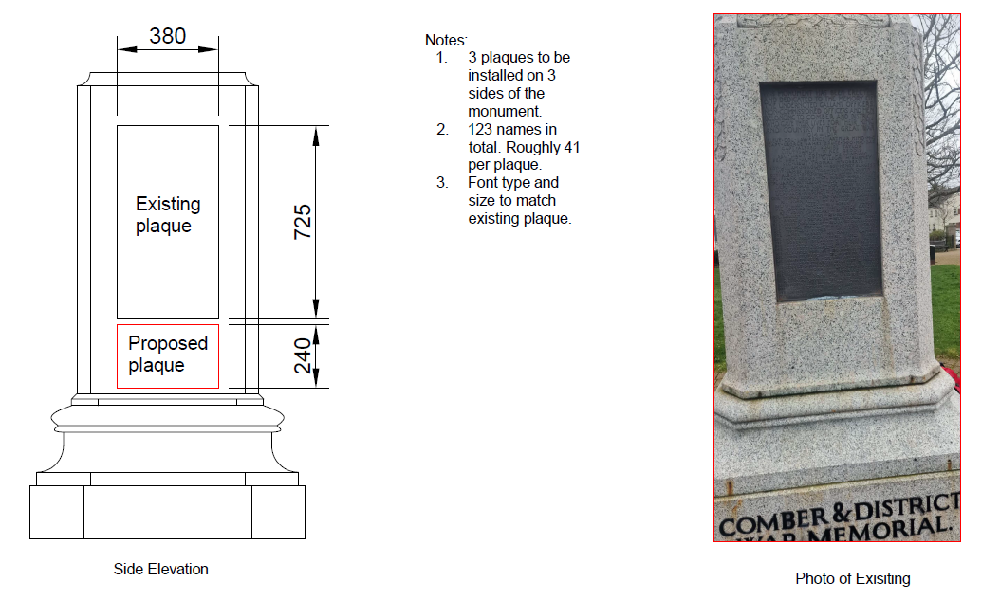 380
Existing
plaque
725
Proposed
plaque
240
Side Elevation
Notes:
1. 3 plaques to be
installed on 3
sides of the
monument.
2. 123 names in
total. Roughly 41
per plaque.
3. Font type and
size to match
existing plaque.
COMBER & DISTRICT
WAR MEMORIAL.
Photo of Exisiting